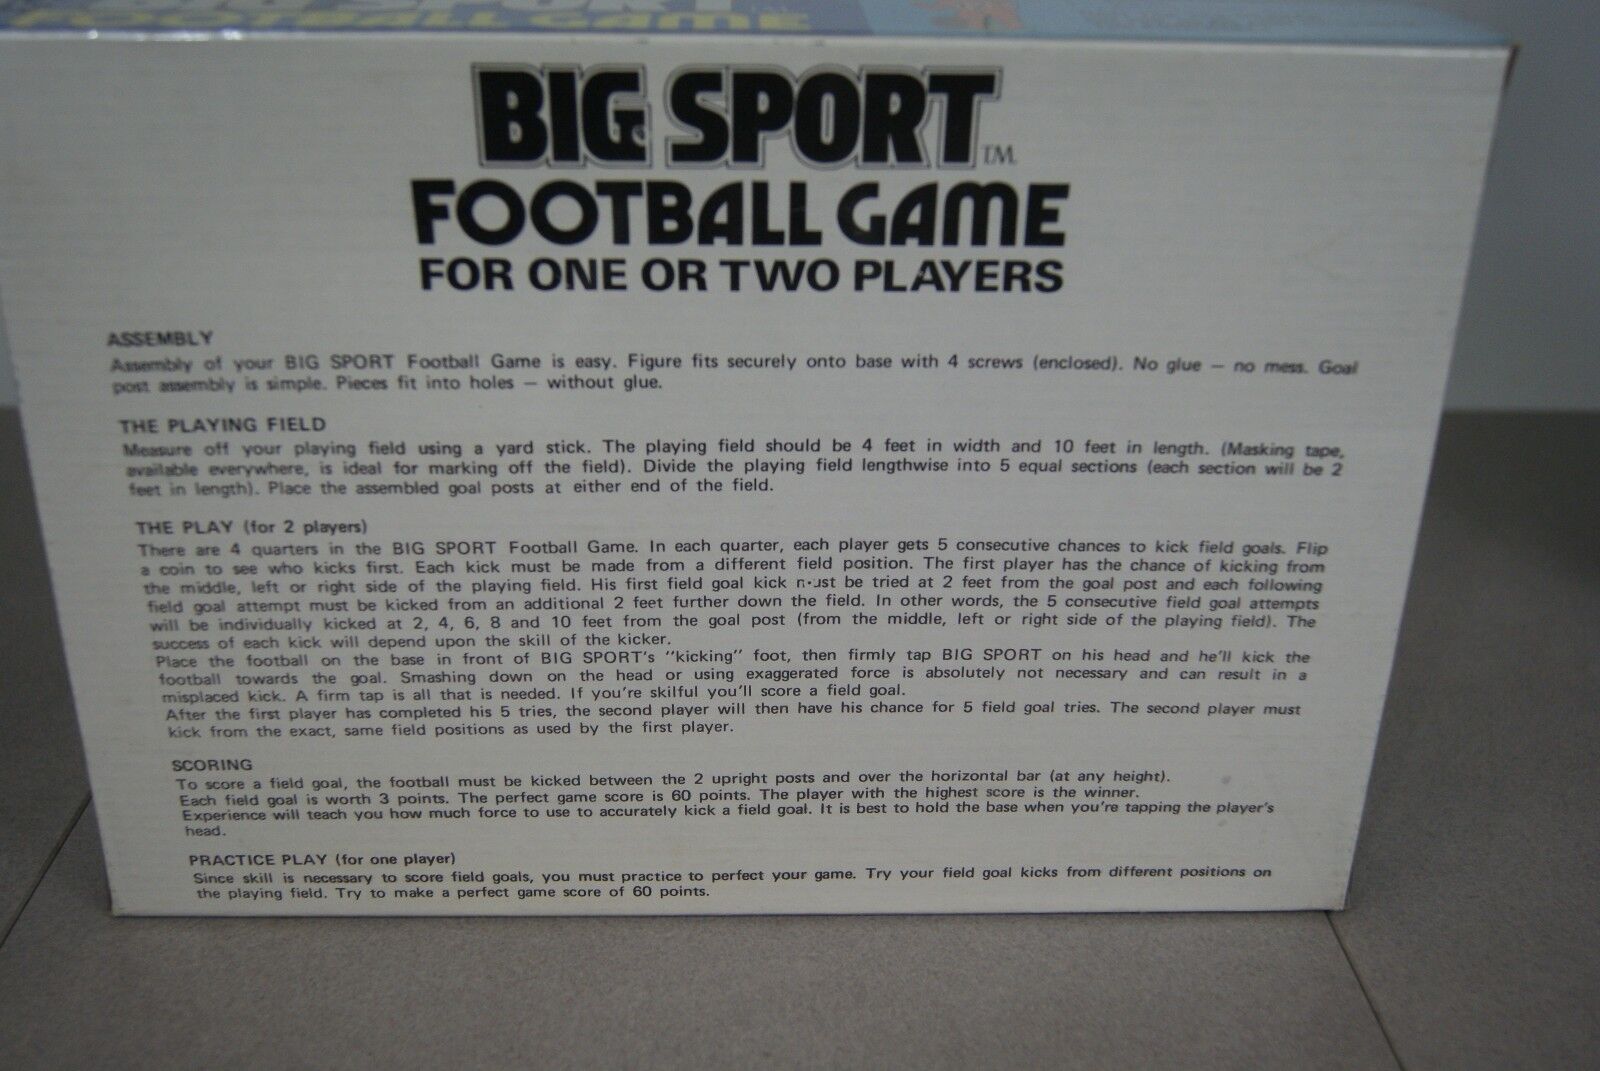 BIG SPORT
FOOTBALL GAME
BIG SPORT TM
FOOTBALL GAME
FOR ONE OR TWO PLAYERS
ASSEMBLY
Assembly of your BIG SPORT Football Game is easy. Figure fits securely onto base with 4 screws (enclosed). No glue — no mess. Goal
post assembly is simple. Pieces fit into holes — without glue.
THE PLAYING FIELD
Measure off your playing field using a yard stick. The playing field should be 4 feet in width and 10 feet in length. (Masking tape,
available everywhere, is ideal for marking off the field). Divide the playing field lengthwise into 5 equal sections (each section will be 2
feet in length). Place the assembled goal posts at either end of the field.
THE PLAY (for 2 players)
There are 4 quarters in the BIG SPORT Football Game. In each quarter, each player gets 5 consecutive chances to kick field goals. Flip
a coin to see who kicks first. Each kick must be made from a different field position. The first player has the chance of kicking from
the middle, left or right side of the playing field. His first field goal kick must be tried at 2 feet from the goal post and each following
field goal attempt must be kicked from an additional 2 feet further down the field. In other words, the 5 consecutive field goal attempts
will be individually kicked at 2, 4, 6, 8 and 10 feet from the goal post (from the middle, left or right side of the playing field). The
success of each kick will depend upon the skill of the kicker.
Place the football on the base in front of BIG SPORT's "kicking" foot, then firmly tap BIG SPORT on his head and he'll kick the
football towards the goal. Smashing down on the head or using exaggerated force is absolutely not necessary and can result in a
misplaced kick. A firm tap is all that is needed. If you're skilful you'll score a field goal.
After the first player has completed his 5 tries, the second player will then have his chance for 5 field goal tries. The second player must
kick from the exact, same field positions as used by the first player.
SCORING
To score a field goal, the football must be kicked between the 2 upright posts and over the horizontal bar (at any height).
Each field goal is worth 3 points. The perfect game score is 60 points. The player with the highest score is the winner.
Experience will teach you how much force to use to accurately kick a field goal. It is best to hold the base when you're tapping the player's
head.
PRACTICE PLAY (for one player)
Since skill is necessary to score field goals, you must practice to perfect your game. Try your field goal kicks from different positions on
the playing field. Try to make a perfect game score of 60 points.